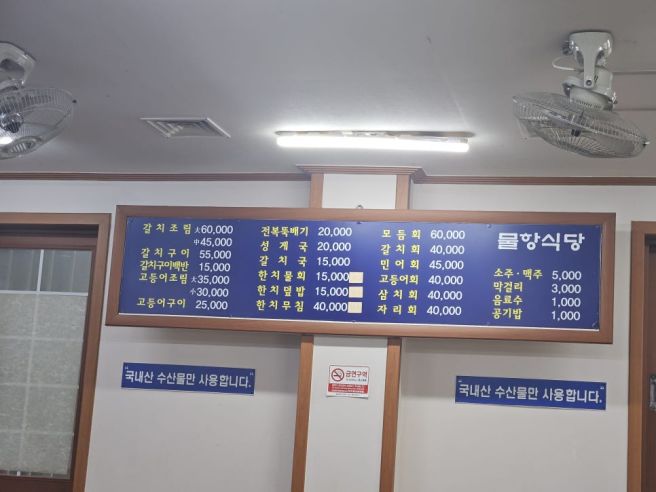 갈치조림 大60,000
中45,000
갈치구이 55,000
갈치구이백반 15,000
고등어조림 大35,000
小30,000
고등어구이 25,000
전복뚝배기 20,000
성게국 20,000
갈치국 15,000
한치물회 15,000
한치덮밥 15,000
한치무침 40,000
모듬회 60,000
갈치회 40,000
민어회 45,000
고등어회 40,000
삼치회 40,000
자리회 40,000
물항식당
소주·맥주 5,000
막걸리 3,000
음료수 1,000
공기밥 1,000
"국내산 수산물만 사용합니다."
금연구역
"국내산 수산물만 사용합니다."